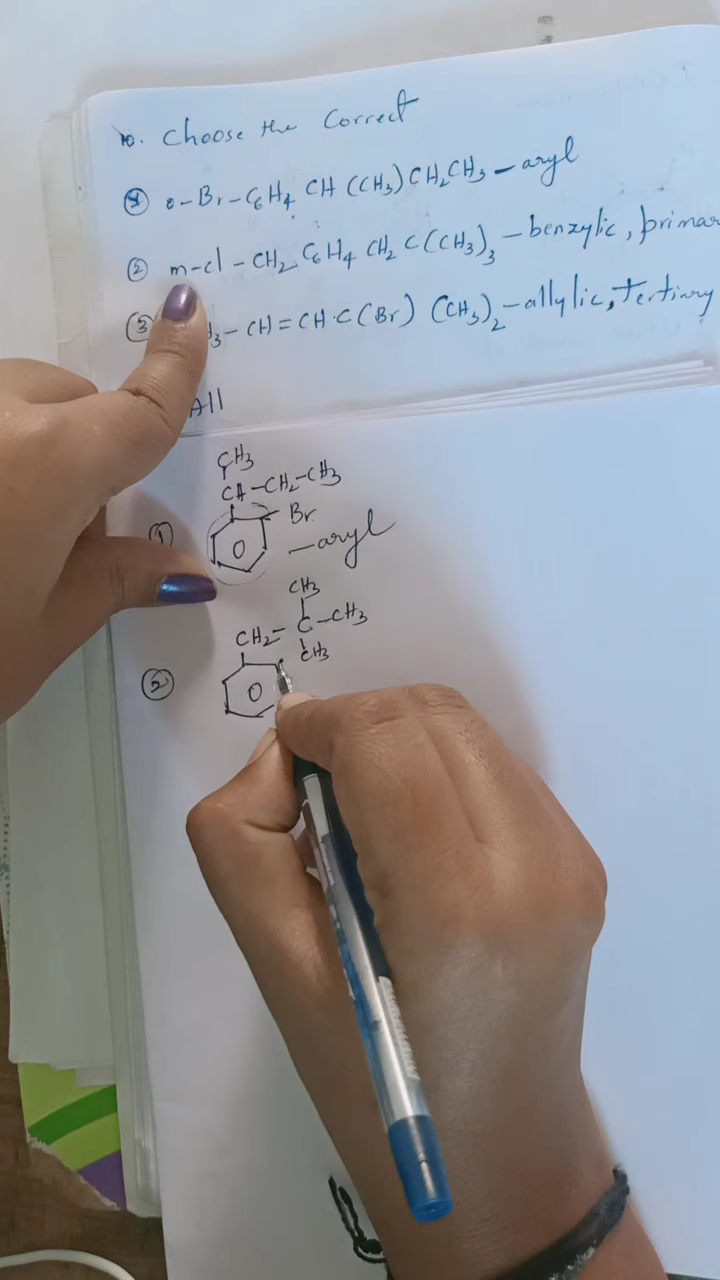 10. Choose the Correct
① o-Br-C6H4 CH (CH3) CH2CH3 - aryl
② m-cl - CH2 C6H4 CH2 C(CH3)3 - benzylic, primar
③ H3 - CH = CH·C(Br) (CH3)2 - allylic, Tertiary
All
CH3
CH-CH2-CH3
① Br
- aryl
CH3
CH2- C-CH3
CH3
②